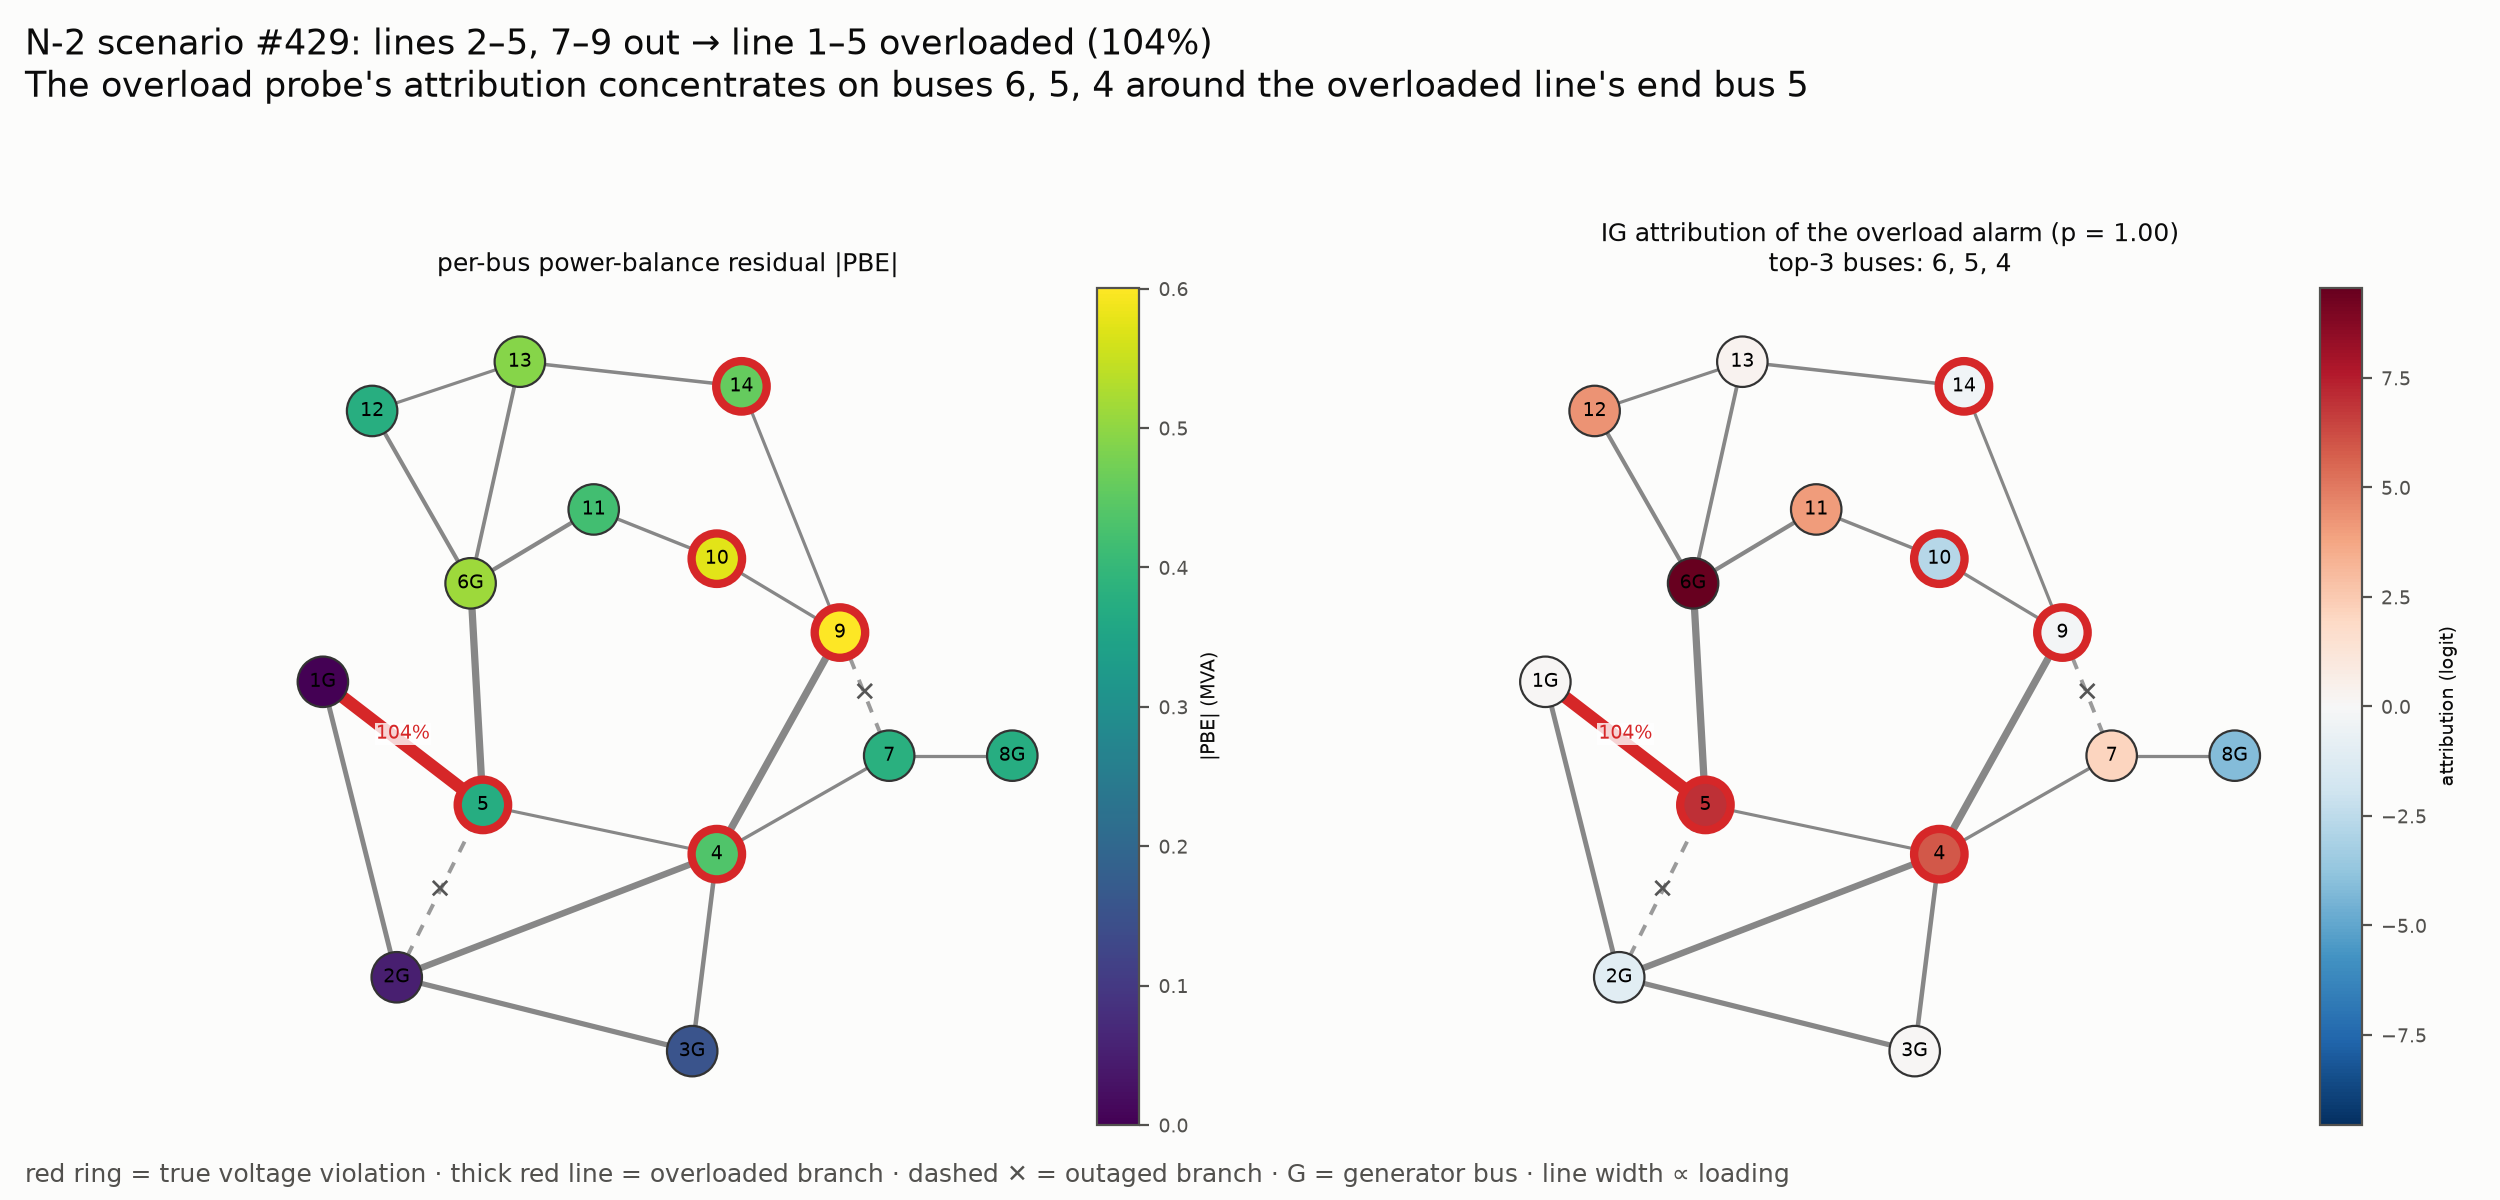 N-2 scenario #429: lines 2–5, 7–9 out → line 1–5 overloaded (104%)
The overload probe's attribution concentrates on buses 6, 5, 4 around the overloaded line's end bus 5
per-bus power-balance residual |PBE|
13
14
12
11
10
6G
9
1G
104%
7
8G
5
4
2G
3G
0.6
0.5
0.4
0.3
0.2
0.1
0.0
|PBE| (MVA)
IG attribution of the overload alarm (p = 1.00)
top-3 buses: 6, 5, 4
13
14
12
11
10
6G
9
1G
104%
7
8G
5
4
2G
3G
7.5
5.0
2.5
0.0
−2.5
−5.0
−7.5
attribution (logit)
red ring = true voltage violation · thick red line = overloaded branch · dashed ✕ = outaged branch · G = generator bus · line width ∝ loading